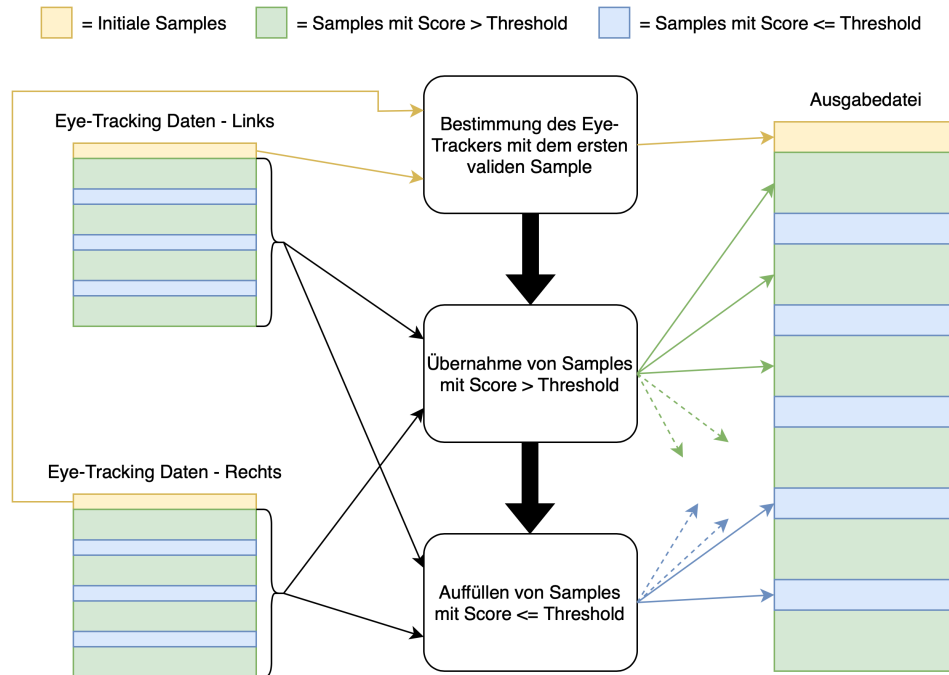 = Initiale Samples
= Samples mit Score > Threshold
= Samples mit Score <= Threshold
Ausgabedatei
Eye-Tracking Daten - Links
Bestimmung des Eye-
Trackers mit dem ersten
validen Sample
Übernahme von Samples
mit Score > Threshold
Eye-Tracking Daten - Rechts
Auffüllen von Samples
mit Score <= Threshold